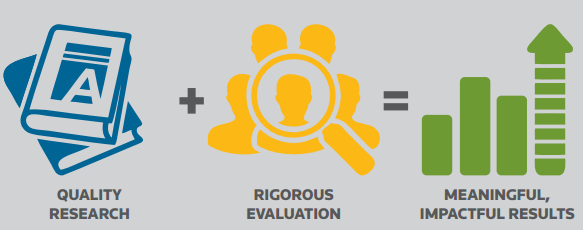 A
+
=
QUALITY
RESEARCH
RIGOROUS
EVALUATION
MEANINGFUL,
IMPACTFUL RESULTS